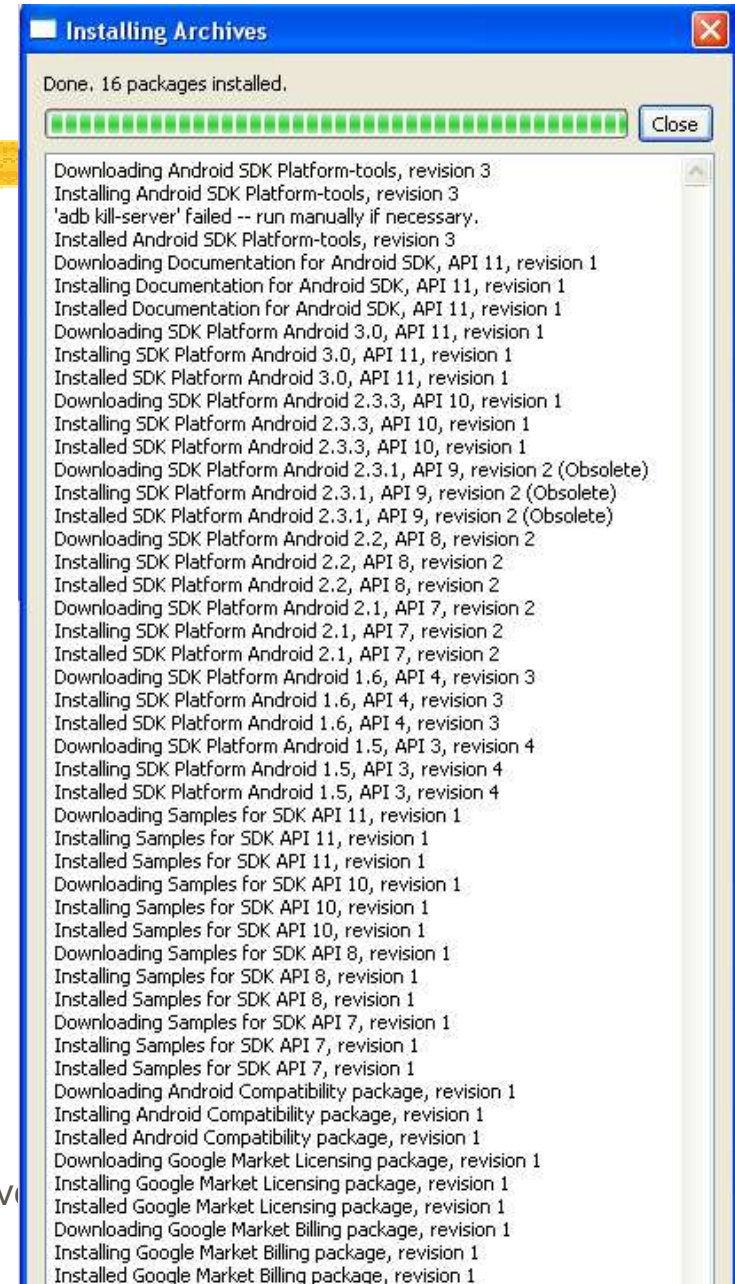 Installing Archives
Done. 16 packages installed.
Close
Downloading Android SDK Platform-tools, revision 3
Installing Android SDK Platform-tools, revision 3
'adb kill-server' failed -- run manually if necessary.
Installed Android SDK Platform-tools, revision 3
Downloading Documentation for Android SDK, API 11, revision 1
Installing Documentation for Android SDK, API 11, revision 1
Installed Documentation for Android SDK, API 11, revision 1
Downloading SDK Platform Android 3.0, API 11, revision 1
Installing SDK Platform Android 3.0, API 11, revision 1
Installed SDK Platform Android 3.0, API 11, revision 1
Downloading SDK Platform Android 2.3.3, API 10, revision 1
Installing SDK Platform Android 2.3.3, API 10, revision 1
Installed SDK Platform Android 2.3.3, API 10, revision 1
Downloading SDK Platform Android 2.3.1, API 9, revision 2 (Obsolete)
Installing SDK Platform Android 2.3.1, API 9, revision 2 (Obsolete)
Installed SDK Platform Android 2.3.1, API 9, revision 2 (Obsolete)
Downloading SDK Platform Android 2.2, API 8, revision 2
Installing SDK Platform Android 2.2, API 8, revision 2
Installed SDK Platform Android 2.2, API 8, revision 2
Downloading SDK Platform Android 2.1, API 7, revision 2
Installing SDK Platform Android 2.1, API 7, revision 2
Installed SDK Platform Android 2.1, API 7, revision 2
Downloading SDK Platform Android 1.6, API 4, revision 3
Installing SDK Platform Android 1.6, API 4, revision 3
Installed SDK Platform Android 1.6, API 4, revision 3
Downloading SDK Platform Android 1.5, API 3, revision 4
Installing SDK Platform Android 1.5, API 3, revision 4
Installed SDK Platform Android 1.5, API 3, revision 4
Downloading Samples for SDK API 11, revision 1
Installing Samples for SDK API 11, revision 1
Installed Samples for SDK API 11, revision 1
Downloading Samples for SDK API 10, revision 1
Installing Samples for SDK API 10, revision 1
Installed Samples for SDK API 10, revision 1
Downloading Samples for SDK API 8, revision 1
Installing Samples for SDK API 8, revision 1
Installed Samples for SDK API 8, revision 1
Downloading Samples for SDK API 7, revision 1
Installing Samples for SDK API 7, revision 1
Installed Samples for SDK API 7, revision 1
Downloading Android Compatibility package, revision 1
Installing Android Compatibility package, revision 1
Installed Android Compatibility package, revision 1
Downloading Google Market Licensing package, revision 1
Installing Google Market Licensing package, revision 1
Installed Google Market Licensing package, revision 1
Downloading Google Market Billing package, revision 1
Installing Google Market Billing package, revision 1
Installed Google Market Billing package, revision 1